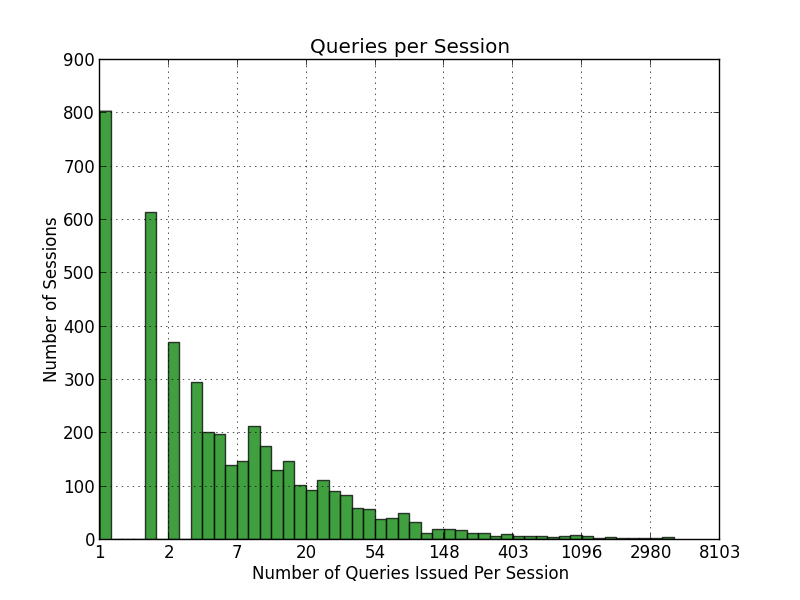 Queries per Session
Number of Sessions
900
800
700
600
500
400
300
200
100
0
1 2 7 20 54 148 403 1096 2980 8103
Number of Queries Issued Per Session